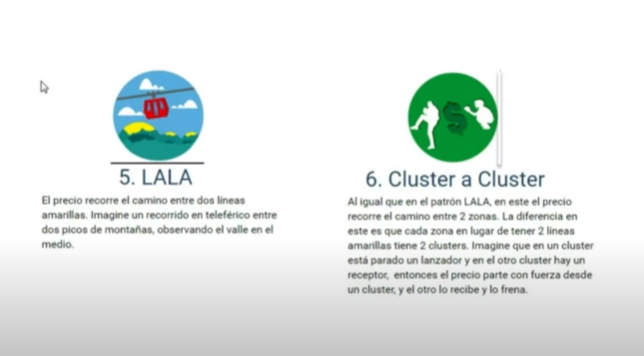 5. LALA
El precio recorre el camino entre dos líneas
amarillas. Imagine un recorrido en teleférico entre
dos picos de montañas, observando el valle en el
medio.
$
6. Cluster a Cluster
Al igual que en el patrón LALA, en este el precio
recorre el camino entre 2 zonas. La diferencia en
este es que cada zona en lugar de tener 2 líneas
amarillas tiene 2 clusters. Imagine que en un cluster
está parado un lanzador y en el otro cluster hay un
receptor, entonces el precio parte con fuerza desde
un cluster, y el otro lo recibe y lo frena.